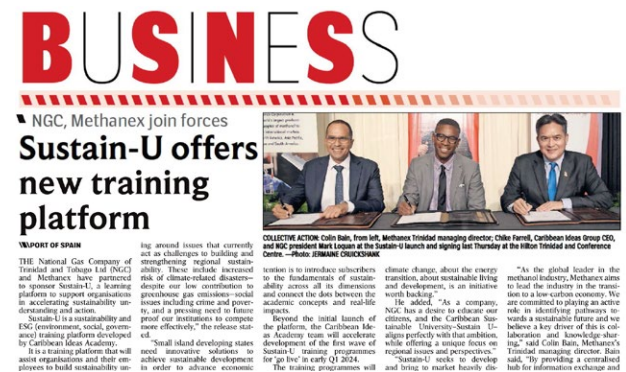 BUSINESS
NGC, Methanex join forces
Sustain-U offers
new training
platform
COLLECTIVE ACTION: Colin Bain, from left, Methanex Trinidad managing director; Chike Farrell, Caribbean Ideas Group CEO,
and NGC president Mark Loquan at the Sustain-U launch and signing last Thursday at the Hilton Trinidad and Conference
Centre. —Photo: JERMAINE CRUICKSHANK
PORT OF SPAIN
THE National Gas Company of
Trinidad and Tobago Ltd (NGC)
and Methanex have partnered
to sponsor Sustain-U, a learning
platform to support organisations
in accelerating sustainability un-
derstanding and action.
Sustain-U is a sustainability and
ESG (environment, social, gover-
nance) training platform developed
by Caribbean Ideas Academy.
It is a training platform that will
assist organisations and their em-
ployees to build sustainability un-
ing around issues that currently
act as challenges to building and
strengthening regional sustain-
ability. These include increased
risk of climate-related disasters—
despite our low contribution to
greenhouse gas emissions—social
issues including crime and pover-
ty, and a pressing need to future
proof our institutions to compete
more effectively," the release stat-
ed.
"Small island developing states
need innovative solutions to
achieve sustainable development
in order to advance economic
tention is to introduce subscribers
to the fundamentals of sustain-
ability across all its dimensions
and connect the dots between the
academic concepts and real-life
impacts.
Beyond the initial launch of
the platform, the Caribbean Ide-
as Academy team will accelerate
development of the first wave of
Sustain-U training programmes
for 'go live' in early Q1 2024.
The training programmes will
climate change, about the energy
transition, about sustainable living
and development, is an initiative
worth backing."
He added, "As a company,
NGC has a desire to educate our
citizens, and the Caribbean Sus-
tainable University–Sustain U–
aligns perfectly with that ambition,
while offering a unique focus on
regional issues and perspectives."
"Sustain-U seeks to develop
and bring to market heavily dis-
"As the global leader in the
methanol industry, Methanex aims
to lead the industry in the transi-
tion to a low-carbon economy. We
are committed to playing an active
role in identifying pathways to-
wards a sustainable future and we
believe a key driver of this is col-
laboration and knowledge-shar-
ing," said Colin Bain, Methanex's
Trinidad managing director. Bain
said, "By providing a centralised
hub for information exchange and